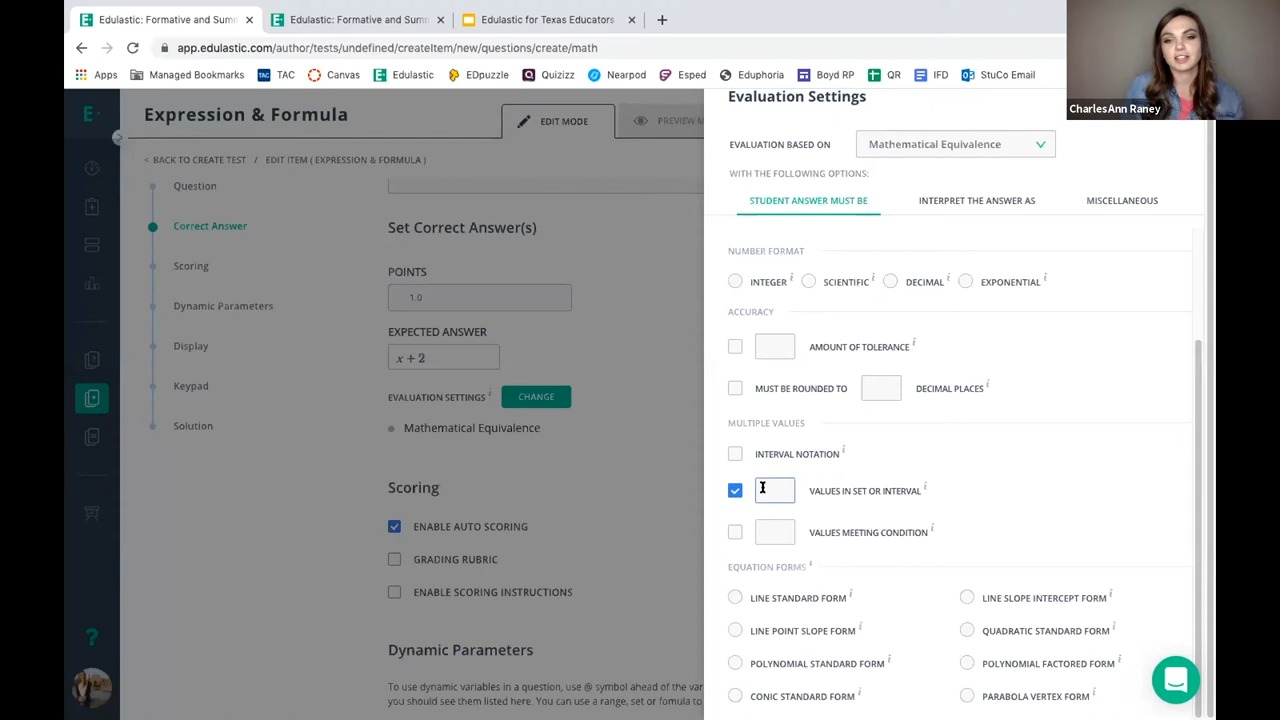 Edulastic: Formative and Sum
Edulastic: Formative and Sum
Edulastic for Texas Educators
app.edulastic.com/author/tests/undefined/createItem/new/questions/create/math
Apps
Managed Bookmarks
TAC
Canvas
Edulastic
EDpuzzle
Quizizz
Nearpod
Esped
Euphoria
Boyd RP
QR
IFD
StuCo Email
Charles Ann Raney
Expression & Formula
EDIT MODE
PREVIEW M
< BACK TO CREATE TEST / EDIT ITEM ( EXPRESSION & FORMULA )
Question
Correct Answer
Scoring
Dynamic Parameters
Display
Keypad
Solution
Set Correct Answer(s)
POINTS
1.0
EXPECTED ANSWER
x + 2
EVALUATION SETTINGS i
CHANGE
Mathematical Equivalence
Scoring
ENABLE AUTO SCORING
GRADING RUBRIC
ENABLE SCORING INSTRUCTIONS
Dynamic Parameters
To use dynamic variables in a question, use @ symbol ahead of the var
you should see them listed here. You can use a range, set or formula to
Evaluation Settings
EVALUATION BASED ON
Mathematical Equivalence
WITH THE FOLLOWING OPTIONS:
STUDENT ANSWER MUST BE
INTERPRET THE ANSWER AS
MISCELLANEOUS
NUMBER FORMAT
INTEGER i
SCIENTIFIC i
DECIMAL i
EXPONENTIAL i
ACCURACY
AMOUNT OF TOLERANCE i
MUST BE ROUNDED TO
DECIMAL PLACES i
MULTIPLE VALUES
INTERVAL NOTATION i
VALUES IN SET OR INTERVAL i
VALUES MEETING CONDITION i
EQUATION FORMS i
LINE STANDARD FORM i
LINE SLOPE INTERCEPT FORM i
LINE POINT SLOPE FORM i
QUADRATIC STANDARD FORM i
POLYNOMIAL STANDARD FORM i
POLYNOMIAL FACTORED FORM i
CONIC STANDARD FORM i
PARABOLA VERTEX FORM i